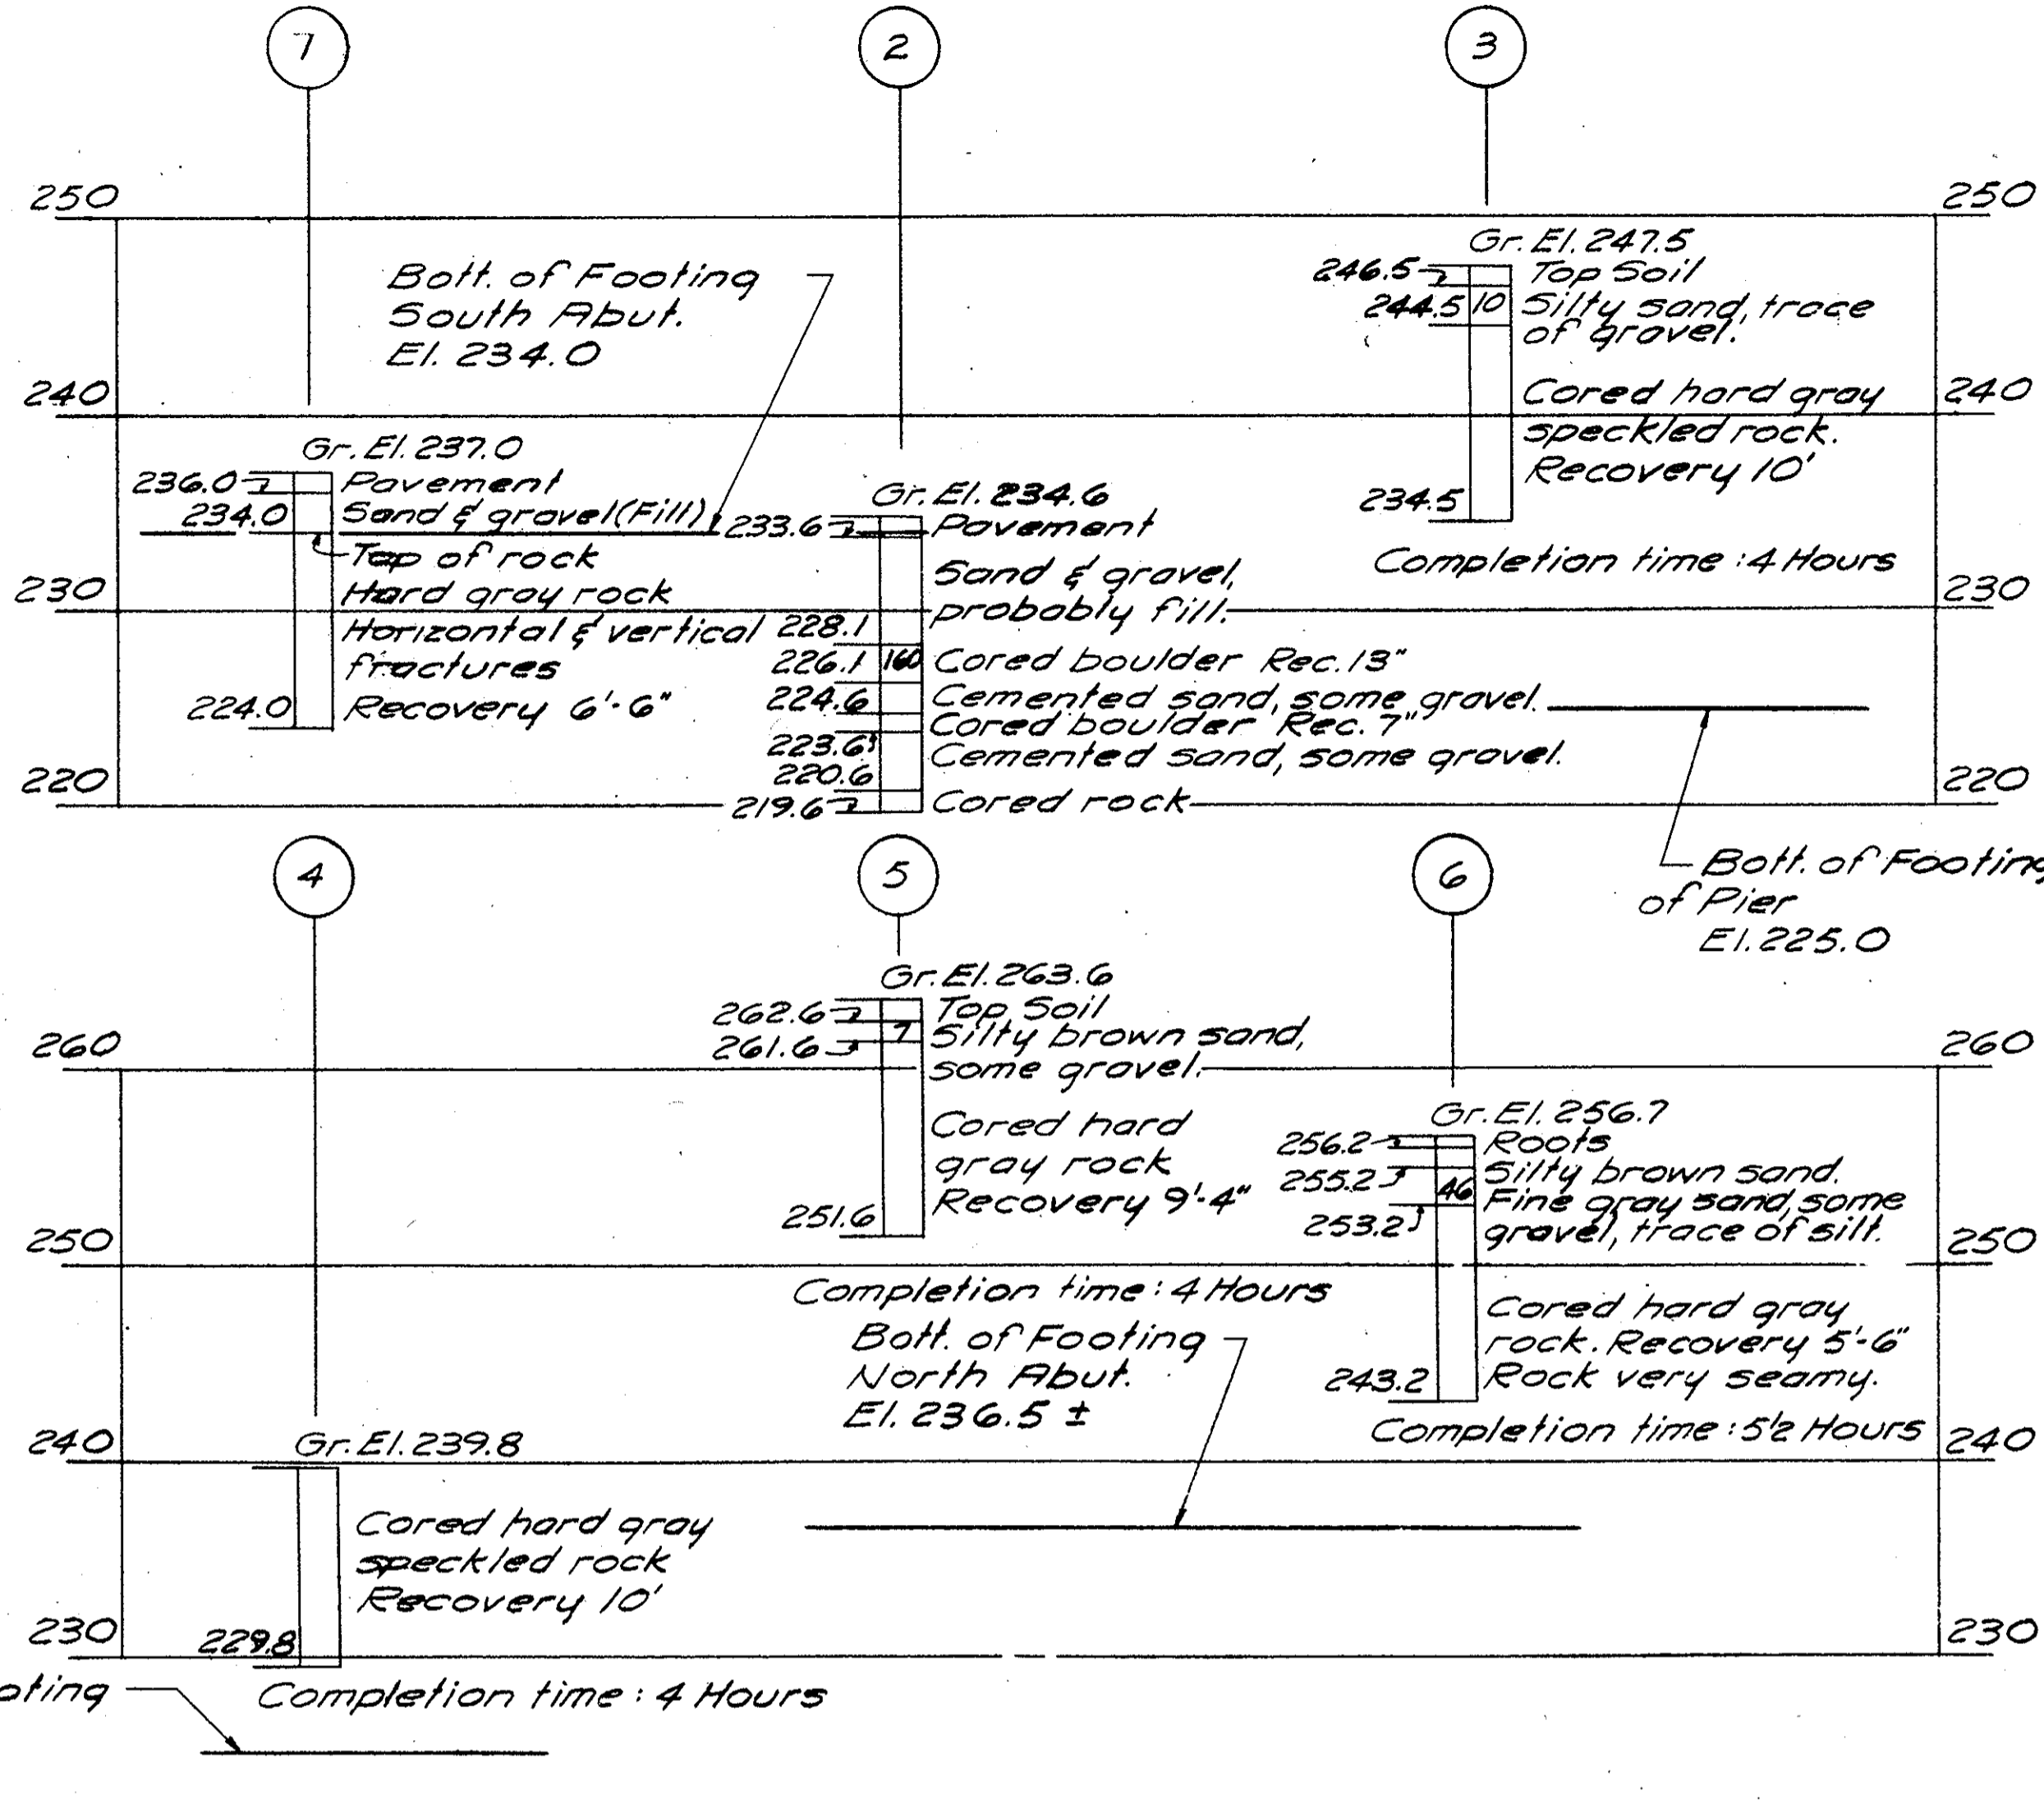 7
2
3
250
250
Gr. El. 247.5
246.5
Top Soil
244.5
10
Silty sand, trace
of gravel.
Bott. of Footing
South Abut.
El. 234.0
240
240
Cored hard gray
speckled rock.
Recovery 10'
234.5
Completion time: 4 Hours
Gr. El. 237.0
236.0
Pavement
234.0
Sand & gravel (Fill)
Top of rock
Hard gray rock
Horizontal & vertical
fractures
Recovery 6'-6"
224.0
Gr. El. 234.6
233.6
Pavement
Sand & gravel,
probably fill.
230
230
228.1
226.1
160
Cored boulder Rec. 13"
224.6
Cemented sand, some gravel.
Cored boulder Rec. 7"
223.6
Cemented sand, some gravel.
220.6
219.6
Cored rock
220
220
Bott. of Footing
of Pier
El. 225.0
4
5
6
Gr. El. 263.6
262.6
Top Soil
261.6
7
Silty brown sand,
some gravel.
260
260
Cored hard
gray rock
Recovery 9'-4"
251.6
Completion time: 4 Hours
Gr. El. 256.7
256.2
Roots
255.2
Silty brown sand.
46
Fine gray sand, some
gravel, trace of silt.
253.2
250
250
Cored hard gray
rock. Recovery 5'-6"
Rock very seamy.
243.2
Completion time: 5½ Hours
Bott. of Footing
North Abut.
El. 236.5 ±
240
240
Gr. El. 239.8
Cored hard gray
speckled rock
Recovery 10'
230
230
229.8
Completion time: 4 Hours
oting